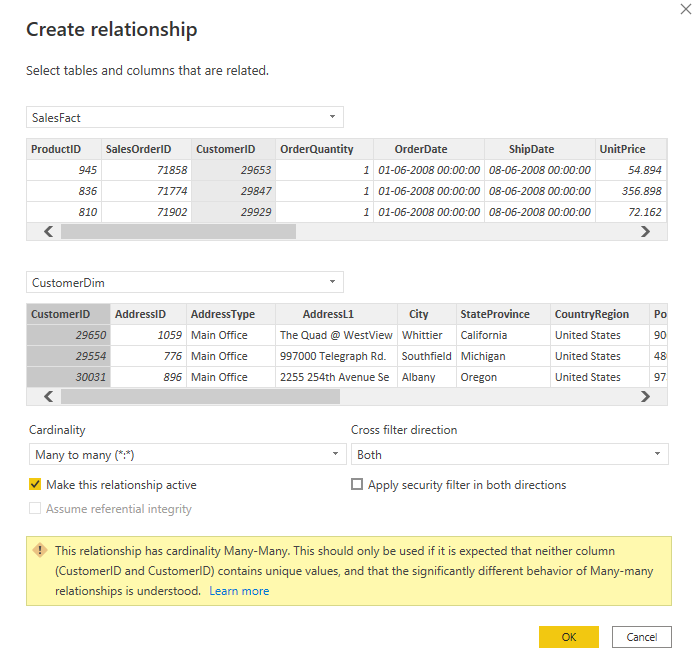 Create relationship
Select tables and columns that are related.
SalesFact
ProductID SalesOrderID CustomerID OrderQuantity OrderDate ShipDate UnitPrice
945 71858 29653 1 01-06-2008 00:00:00 08-06-2008 00:00:00 54.894
836 71774 29847 1 01-06-2008 00:00:00 08-06-2008 00:00:00 356.898
810 71902 29929 1 01-06-2008 00:00:00 08-06-2008 00:00:00 72.162
CustomerDim
CustomerID AddressID AddressType AddressL1 City StateProvince CountryRegion Po
29650 1059 Main Office The Quad @ WestView Whittier California United States 90
29554 776 Main Office 997000 Telegraph Rd. Southfield Michigan United States 48
30031 896 Main Office 2255 254th Avenue Se Albany Oregon United States 97
Cardinality Cross filter direction
Many to many (*:*) Both
Make this relationship active Apply security filter in both directions
Assume referential integrity
This relationship has cardinality Many-Many. This should only be used if it is expected that neither column
(CustomerID and CustomerID) contains unique values, and that the significantly different behavior of Many-many
relationships is understood. Learn more
OK Cancel